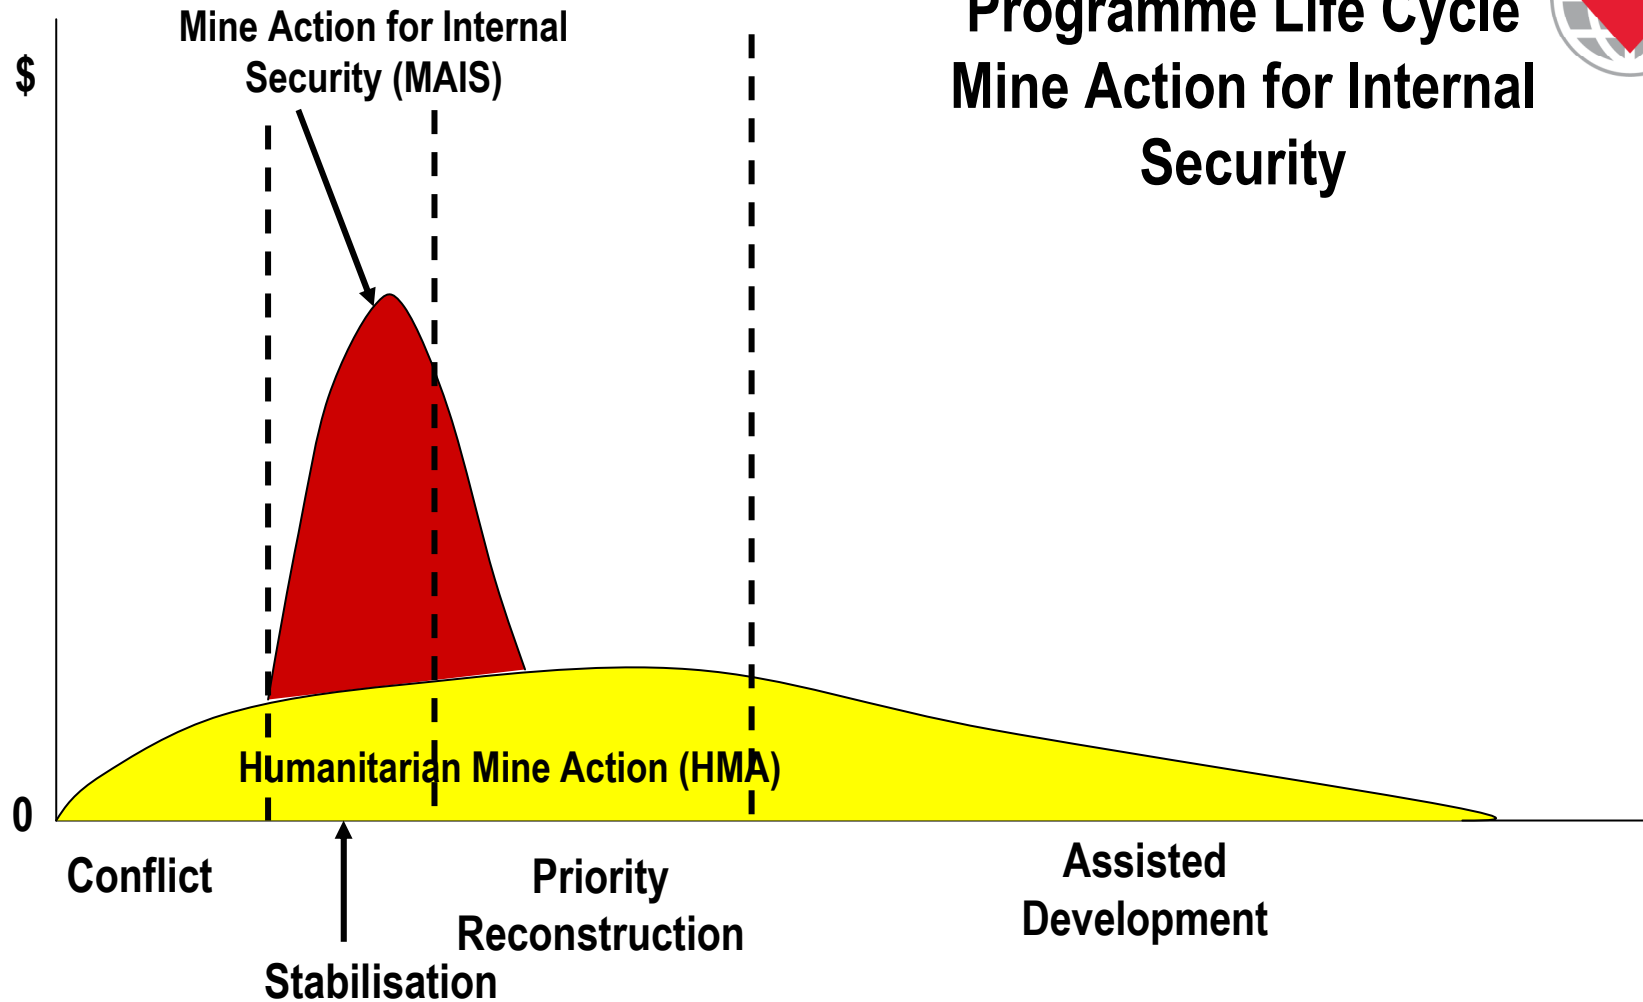 Programme Life Cycle
Mine Action for Internal
Security
Mine Action for Internal
Security (MAIS)
$
Humanitarian Mine Action (HMA)
0
Conflict
Stabilisation
Priority
Reconstruction
Assisted
Development